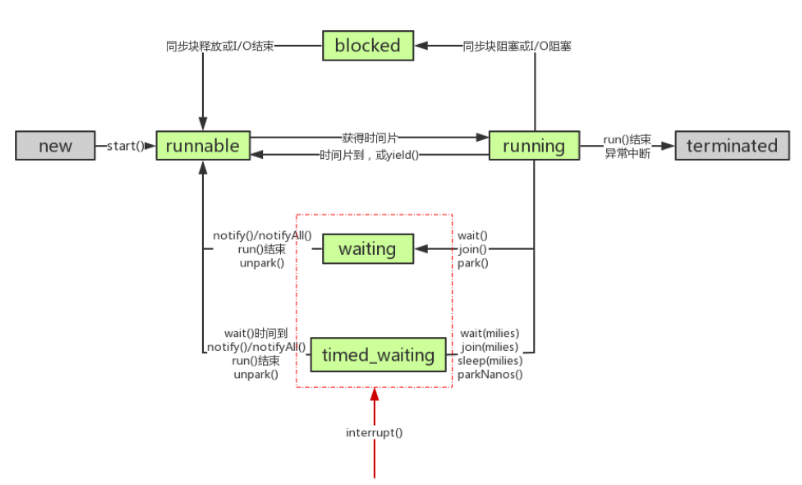 blocked
同步块释放或I/O结束
同步块阻塞或I/O阻塞
new
start()
runnable
获得时间片
时间片到，或yield()
running
run()结束
异常中断
terminated
notify()/notifyAll()
run()结束
unpark()
waiting
wait()
join()
park()
wait()时间到
notify()/notifyAll()
run()结束
unpark()
timed_waiting
wait(milies)
join(milies)
sleep(milies)
parkNanos()
interrupt()